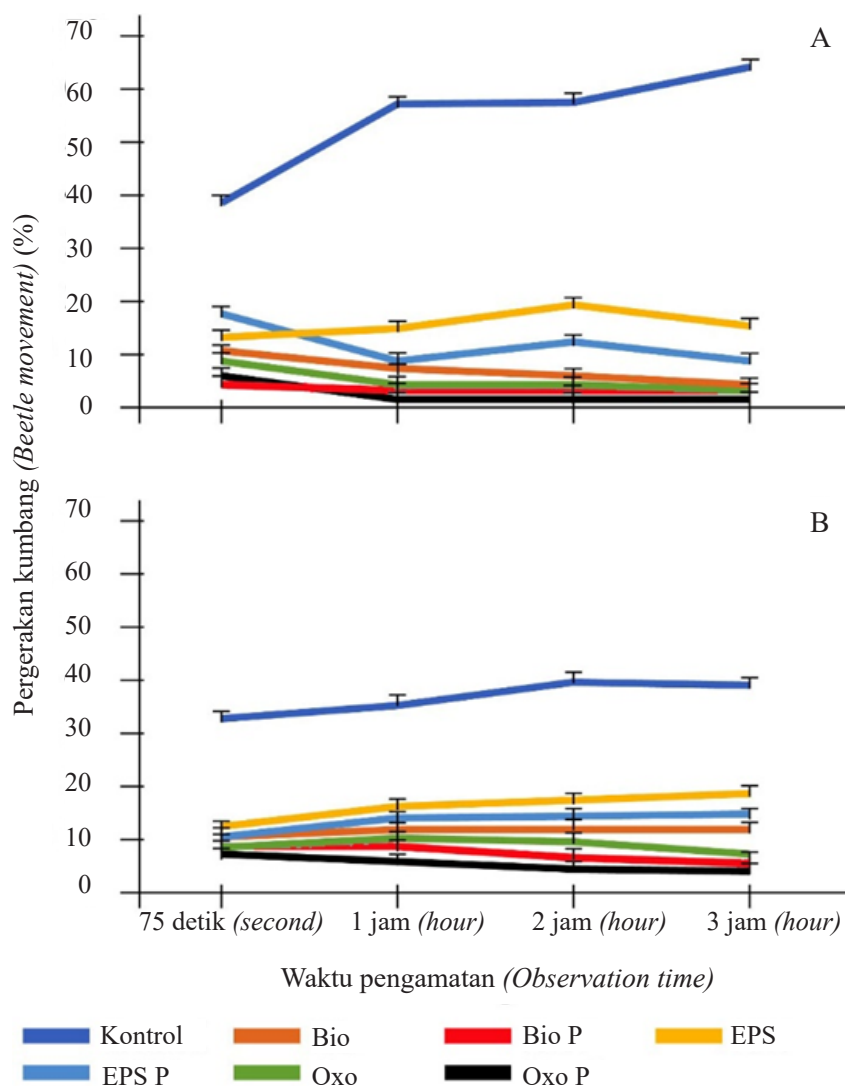 A
70
60
50
40
30
20
10
0
B
70
60
50
40
30
20
10
0
Pergerakan kumbang (Beetle movement) (%)
75 detik (second) 1 jam (hour) 2 jam (hour) 3 jam (hour)
Waktu pengamatan (Observation time)
Kontrol Bio Bio P EPS
EPS P Oxo Oxo P